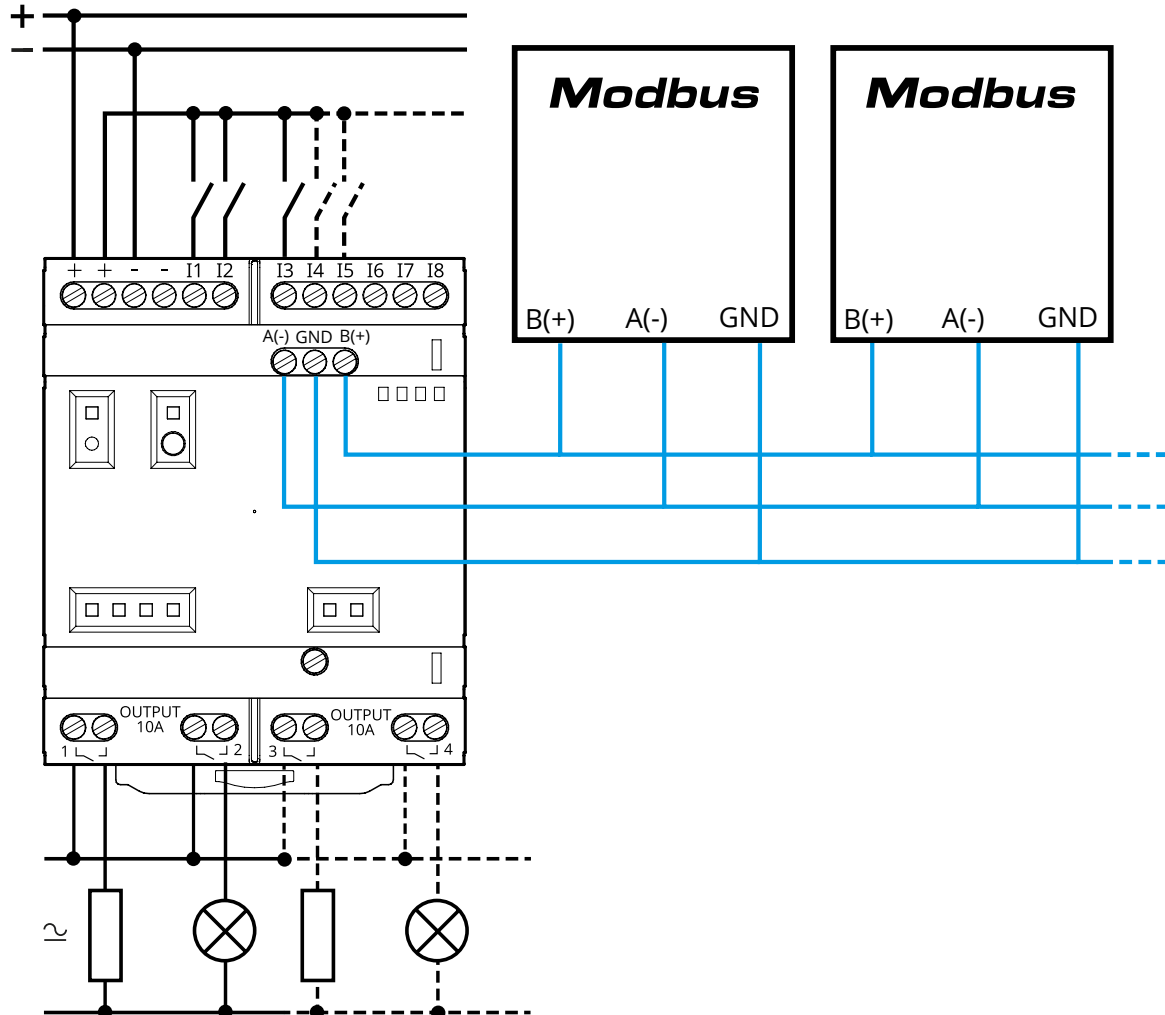 +
−
Modbus Modbus
+ + - - I1 I2 I3 I4 I5 I6 I7 I8
B(+) A(-) GND B(+) A(-) GND
A(-) GND B(+)
OUTPUT 10A OUTPUT 10A
1 2 3 4
≃